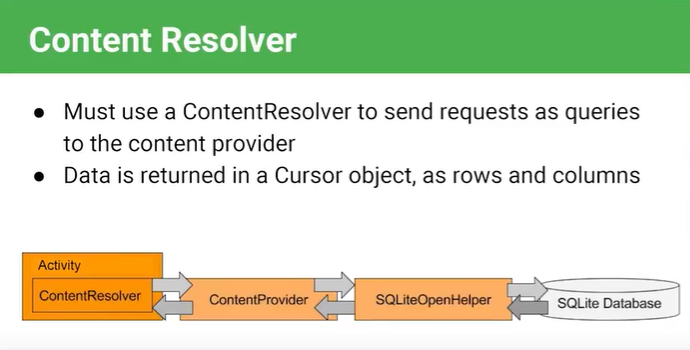 Content Resolver
● Must use a ContentResolver to send requests as queries
to the content provider
● Data is returned in a Cursor object, as rows and columns
Activity
ContentResolver
ContentProvider
SQLiteOpenHelper
SQLite Database